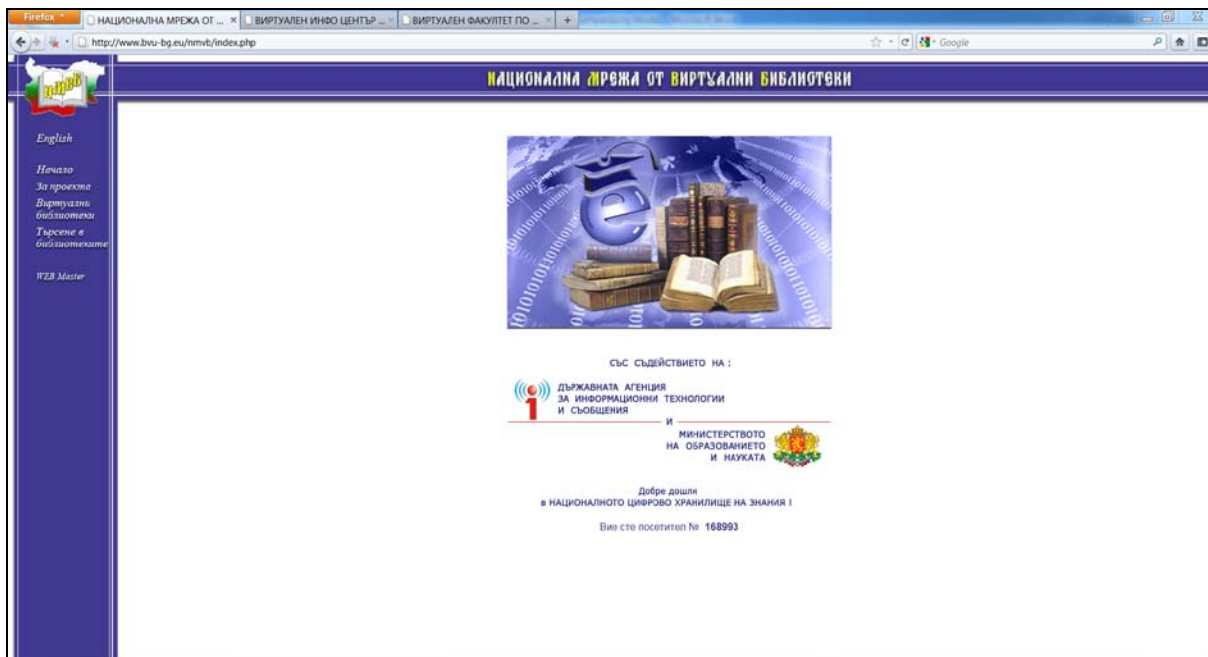 Firefox
НАЦИОНАЛНА МРЕЖА ОТ ...
ВИРТУАЛЕН ИНФО ЦЕНТЪР ...
ВИРТУАЛЕН ФАКУЛТЕТ ПО ...
http://www.bvu-bg.eu/nmvb/index.php
Google
нмвб
НАЦИОНАЛНА МРЕЖА ОТ ВИРТУАЛНИ БИБЛИОТЕКИ
English
Начало
За проекта
Виртуални
библиотеки
Търсене в
библиотеките
WEB Master
СЪС СЪДЕЙСТВИЕТО НА :
ДЪРЖАВНАТА АГЕНЦИЯ
ЗА ИНФОРМАЦИОННИ ТЕХНОЛОГИИ
И СЪОБЩЕНИЯ
И
МИНИСТЕРСТВОТО
НА ОБРАЗОВАНИЕТО
И НАУКАТА
Добре дошли
в НАЦИОНАЛНОТО ЦИФРОВО ХРАНИЛИЩЕ НА ЗНАНИЯ !
Вие сте посетител № 168993